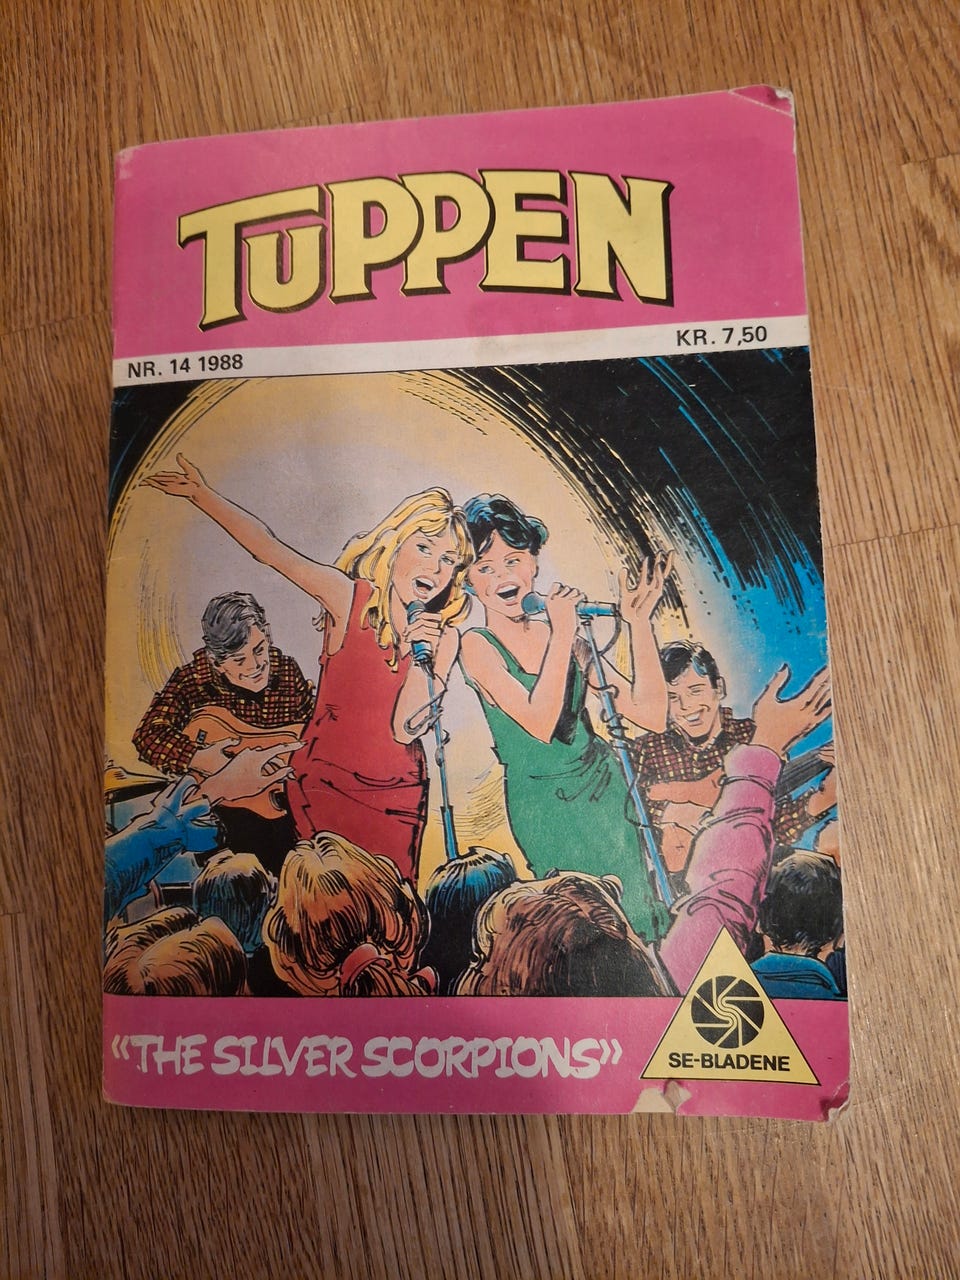 TUPPEN
NR. 14 1988
KR. 7,50
«THE SILVER SCORPIONS»
SE-BLADENE